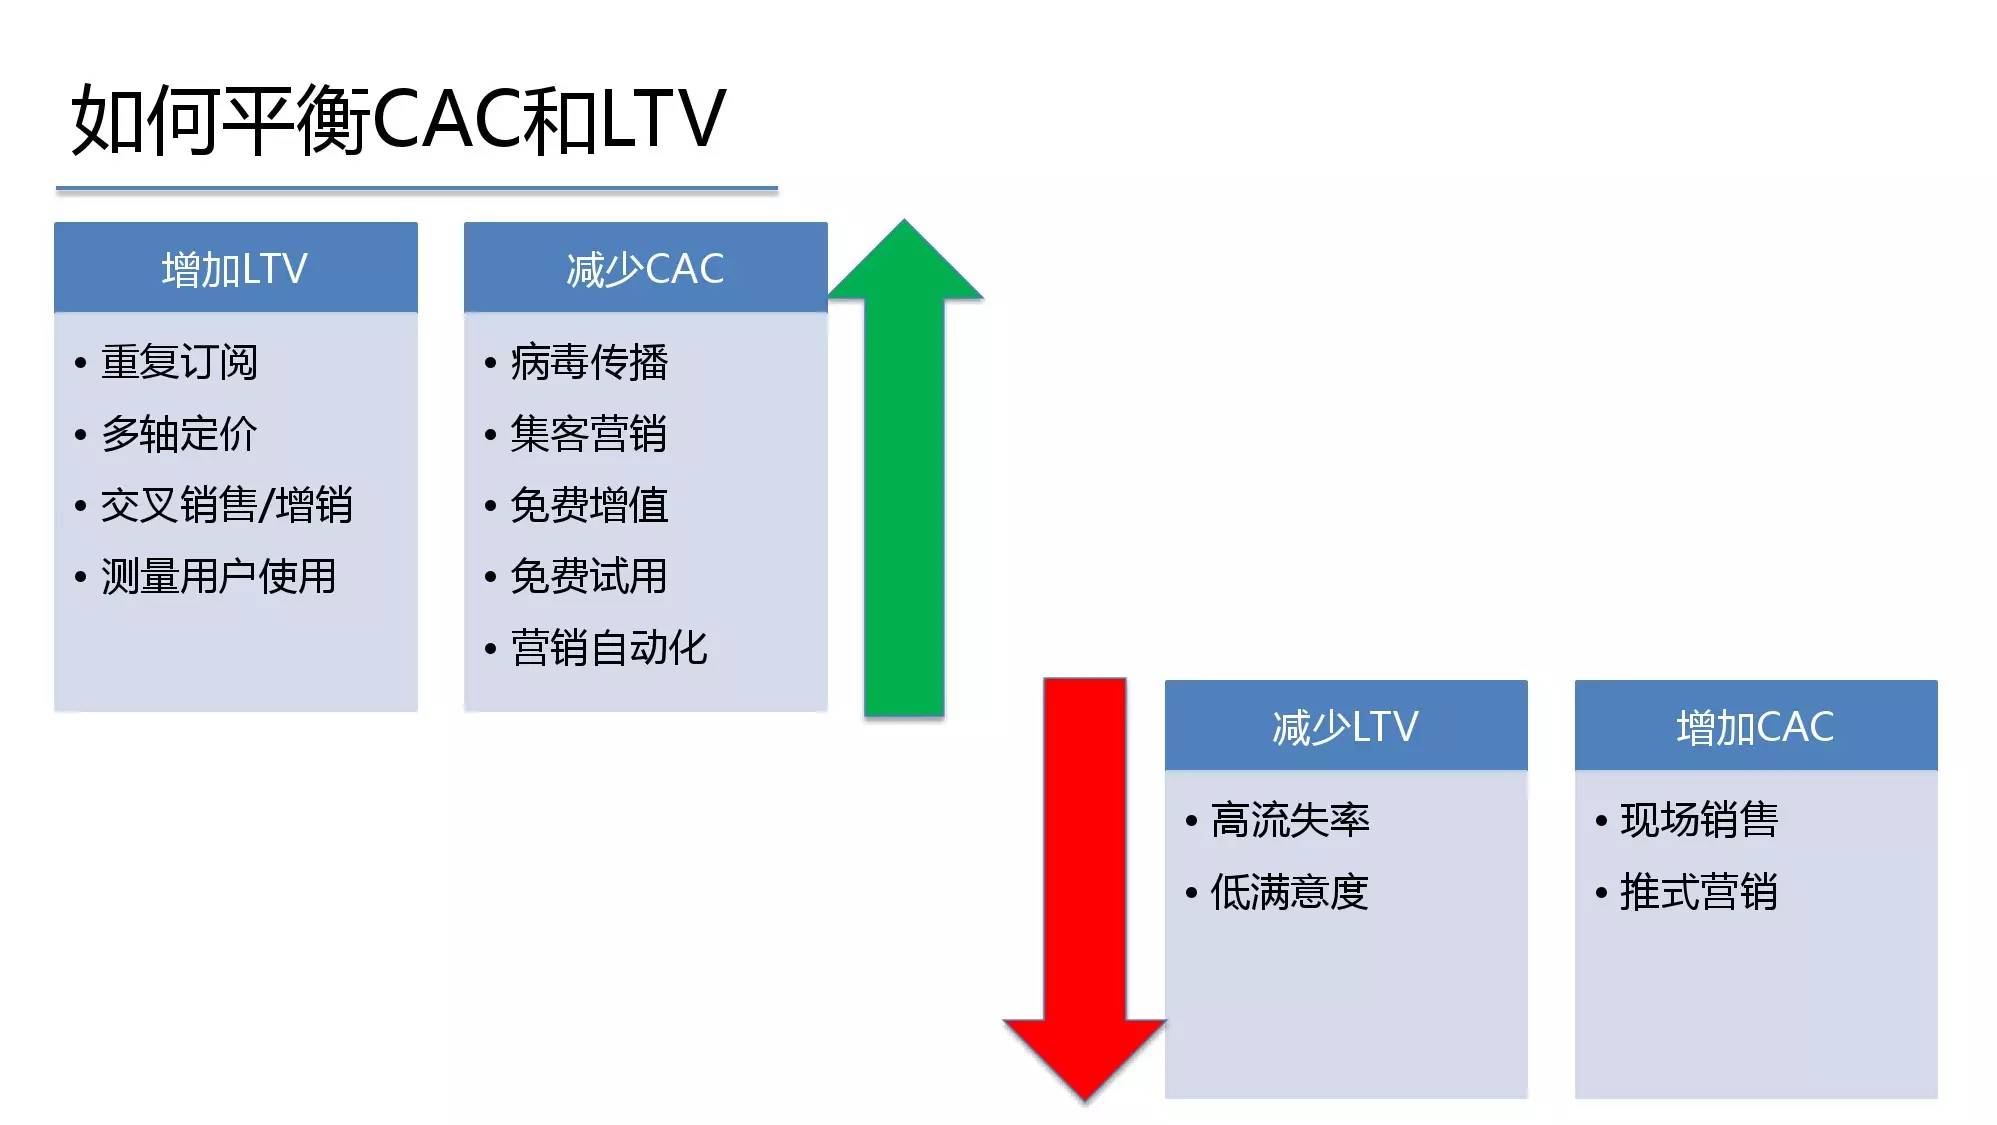 如何平衡CAC和LTV
增加LTV
• 重复订阅
• 多轴定价
• 交叉销售/增销
• 测量用户使用
减少CAC
• 病毒传播
• 集客营销
• 免费增值
• 免费试用
• 营销自动化
减少LTV
• 高流失率
• 低满意度
增加CAC
• 现场销售
• 推式营销